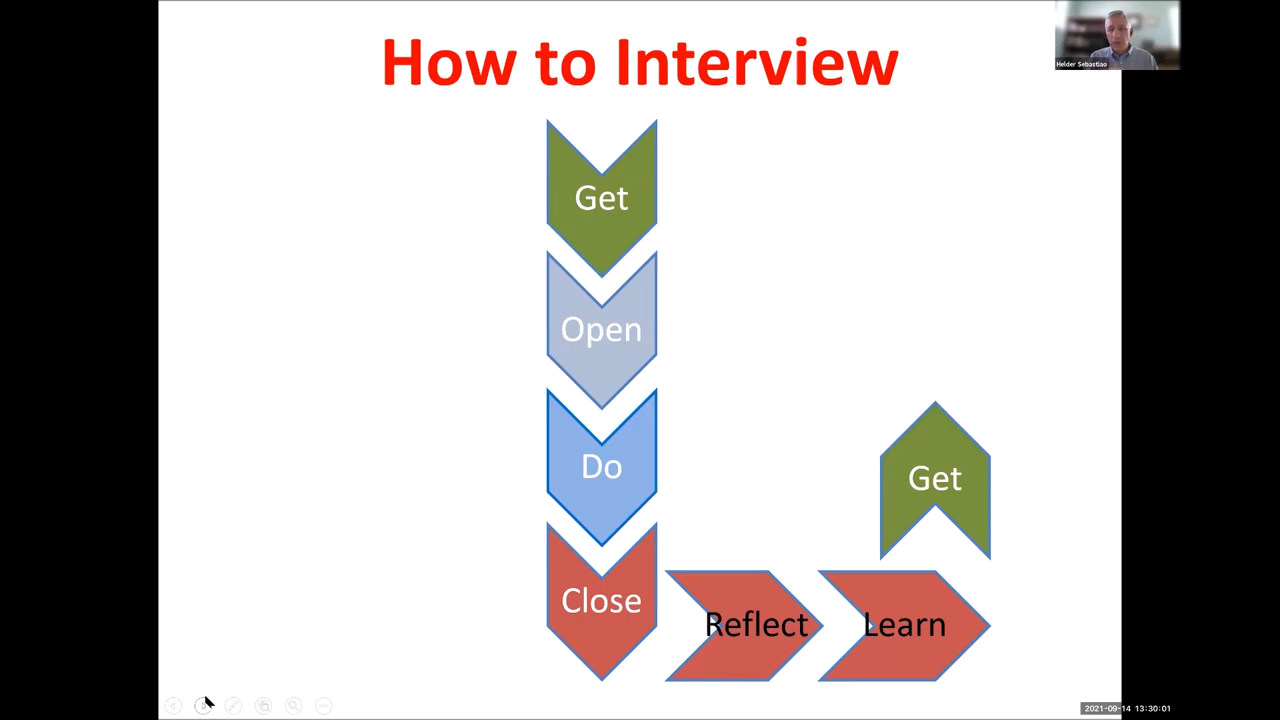 How to Interview
Helder Sebastiao
Get
Open
Do
Get
Close
Reflect
Learn
2021-09-14 13:30:01